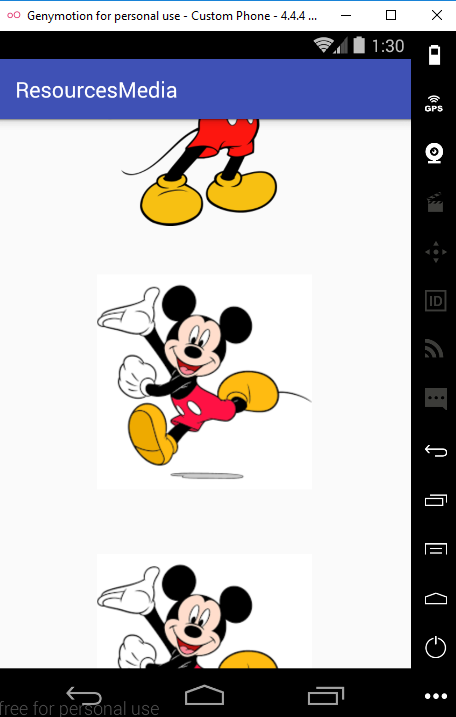 Genymotion for personal use - Custom Phone - 4.4.4 ...
1:30
ResourcesMedia
GPS
ID
free for personal use